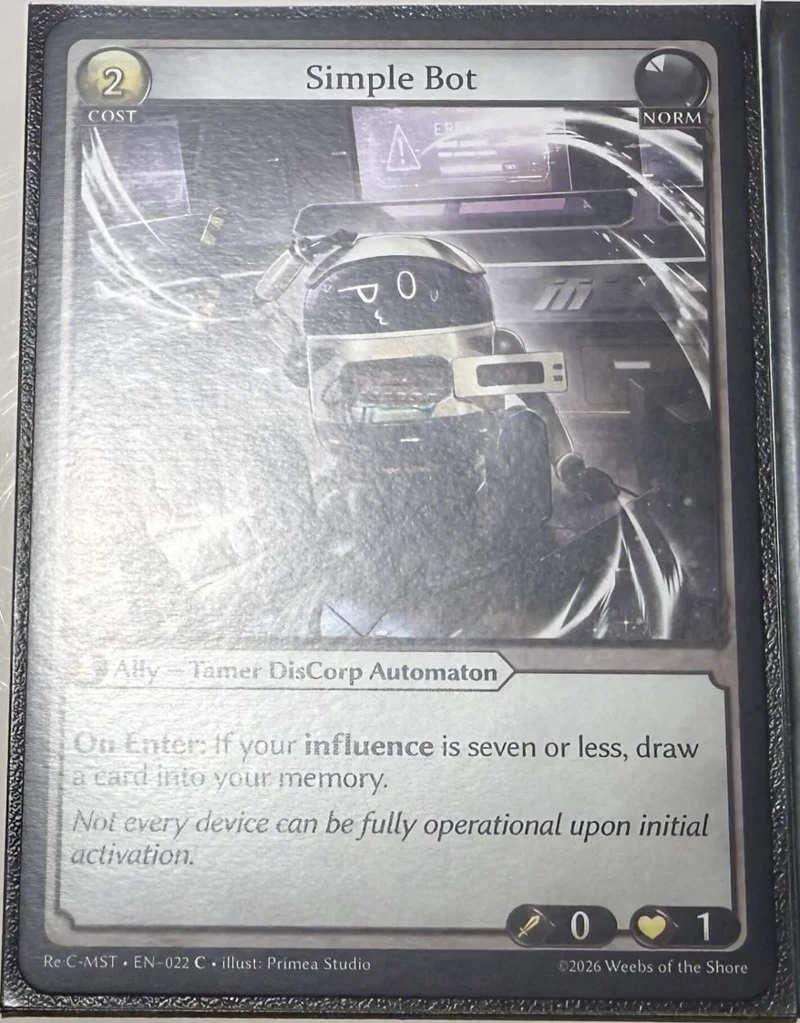 2
Simple Bot
COST
NORM
Ally — Tamer DisCorp Automaton
On Enter: If your influence is seven or less, draw
a card into your memory.
Not every device can be fully operational upon initial
activation.
0
1
Re:C-MST • EN-022 C • illust: Primea Studio
©2026 Weebs of the Shore